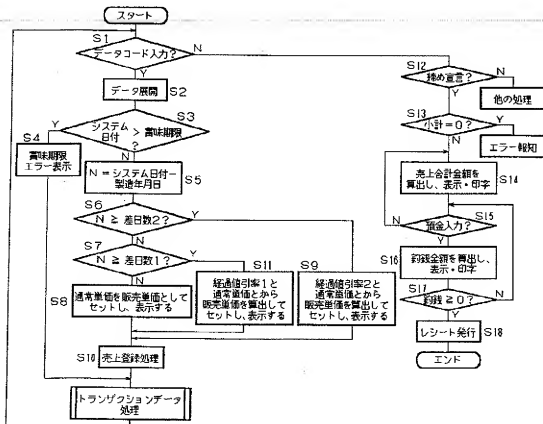 スタート
S1
データコード入力?
N
Y
データ展開
S2
S3
システム
日付 > 賞味期限
?
Y
N
S4
賞味期限
エラー表示
N = システム日付ー
製造年月日
S5
S6
N ≧ 差日数2?
Y
N
S7
N ≧ 差日数1?
Y
N
S8
通常単価を販売単価として
セットし、表示する
S11
経過値引率1と
通常単価とから
販売単価を算出して
セットし、表示する
S9
経過値引率2と
通常単価とから
販売単価を算出して
セットし、表示する
S10
売上登録処理
トランザクションデータ
処理
S12
締め宣言?
N
Y
他の処理
S13
小計=0?
Y
N
エラー報知
売上合計金額を
算出し、表示・印字
S14
S15
預金入力?
N
Y
S16
釣銭金額を算出し、
表示・印字
S17
釣銭≧0?
N
Y
レシート発行
S18
エンド